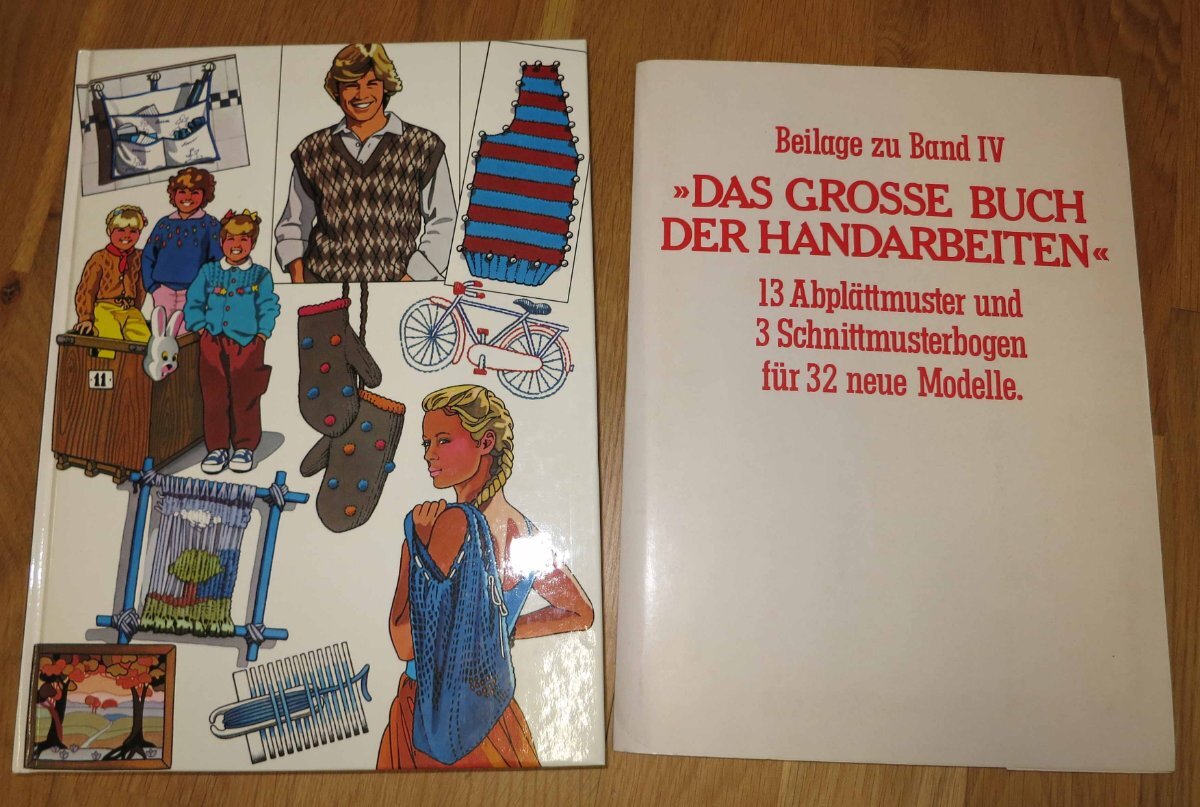 11
Beilage zu Band IV
»DAS GROSSE BUCH
DER HANDARBEITEN«
13 Abplättmuster und
3 Schnittmusterbogen
für 32 neue Modelle.